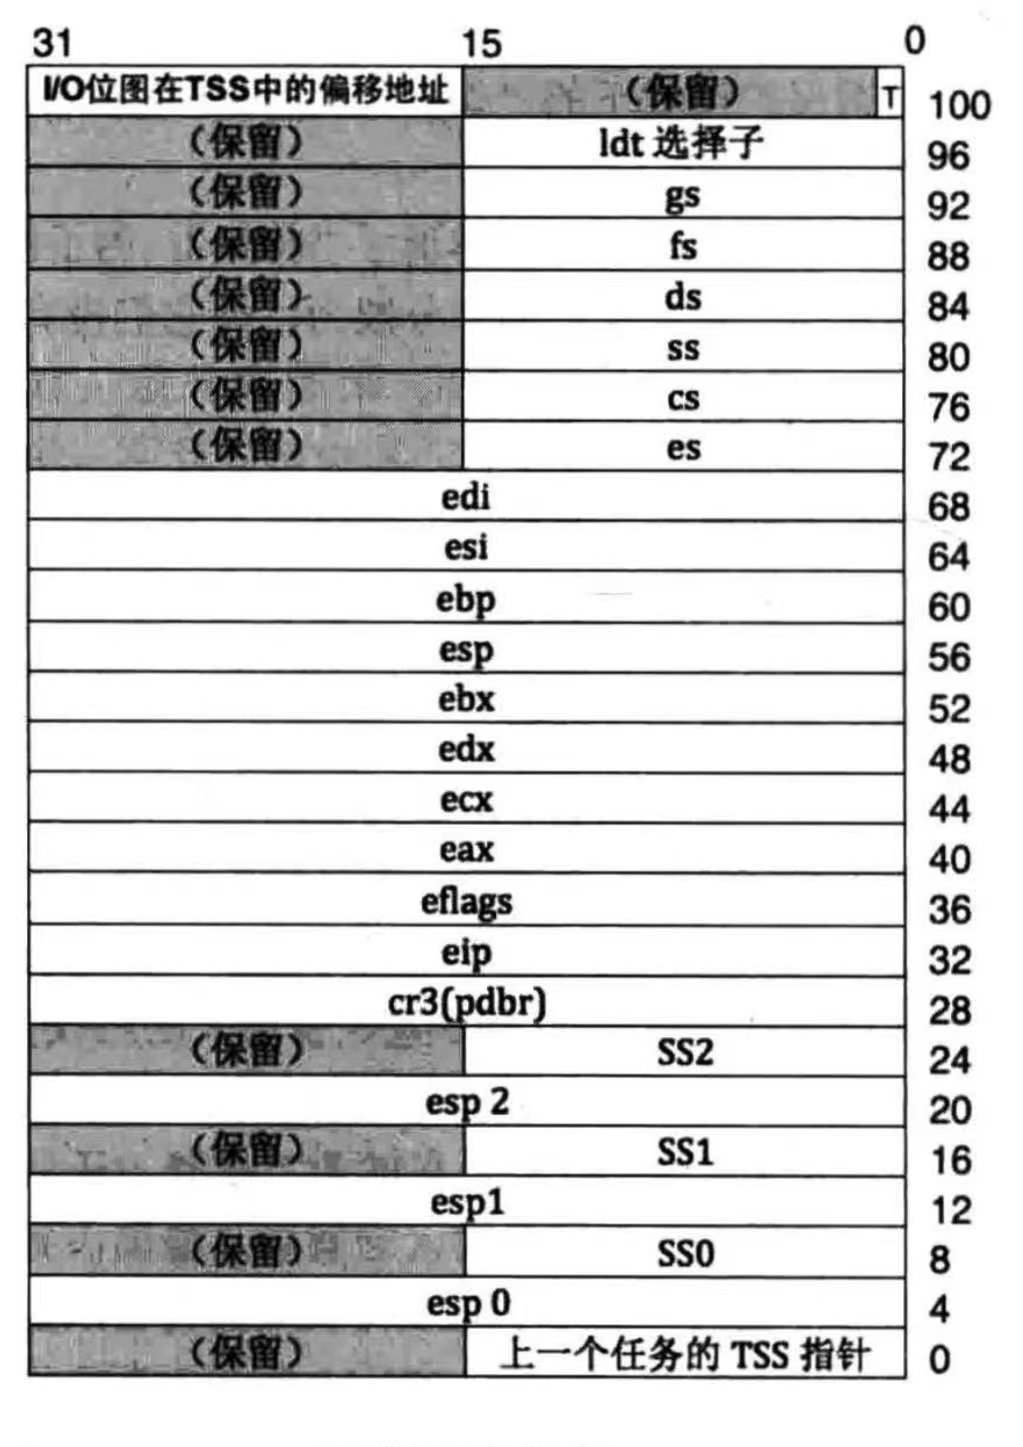 31 15 0
I/O位图在TSS中的偏移地址 (保留) T 100
(保留) ldt 选择子 96
(保留) gs 92
(保留) fs 88
(保留) ds 84
(保留) ss 80
(保留) cs 76
(保留) es 72
edi 68
esi 64
ebp 60
esp 56
ebx 52
edx 48
ecx 44
eax 40
eflags 36
eip 32
cr3(pdbr) 28
(保留) SS2 24
esp 2 20
(保留) SS1 16
esp1 12
(保留) SS0 8
esp 0 4
(保留) 上一个任务的 TSS 指针 0